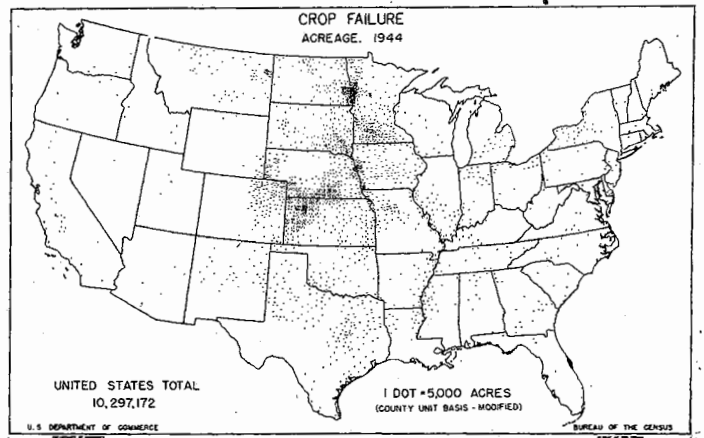 CROP FAILURE
ACREAGE, 1944
UNITED STATES TOTAL
10,297,172
1 DOT = 5,000 ACRES
(COUNTY UNIT BASIS - MODIFIED)
U. S. DEPARTMENT OF COMMERCE
BUREAU OF THE CENSUS